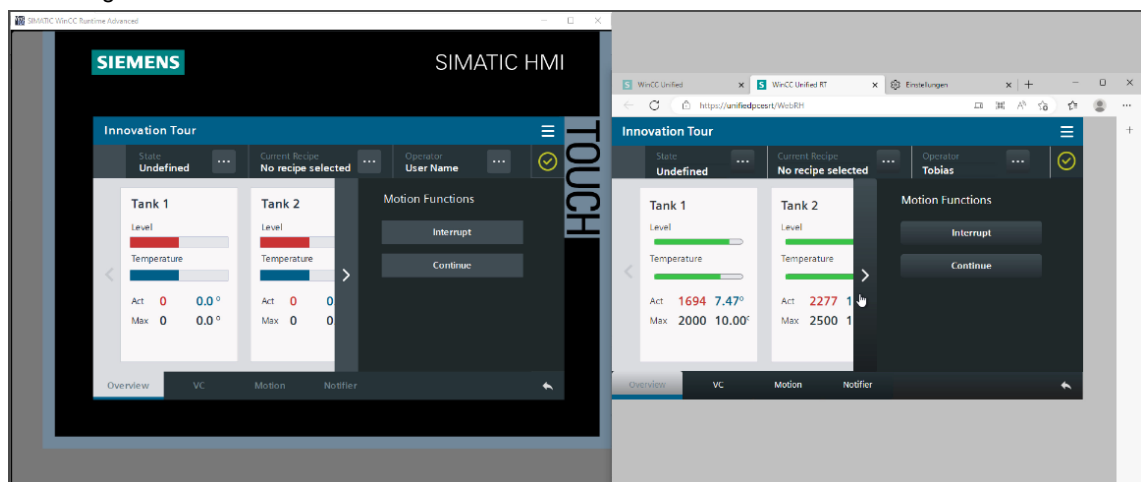 SIMATIC WinCC Runtime Advanced
SIEMENS
SIMATIC HMI
TOUCH
Innovation Tour
State
Undefined
...
Current Recipe
No recipe selected
...
Operator
User Name
...
Tank 1
Level
Temperature
Act 0 0.0°
Max 0 0.0°
Tank 2
Level
Temperature
Act 0 0
Max 0 0
Motion Functions
Interrupt
Continue
Overview VC Motion Notifier
WinCC Unified
WinCC Unified RT
Einstellungen
https://unifiedpcesrt/WebRH
Innovation Tour
State
Undefined
...
Current Recipe
No recipe selected
...
Operator
Tobias
...
Tank 1
Level
Temperature
Act 1694 7.47°
Max 2000 10.00°
Tank 2
Level
Temperature
Act 2277 1
Max 2500 1
Motion Functions
Interrupt
Continue
Overview VC Motion Notifier